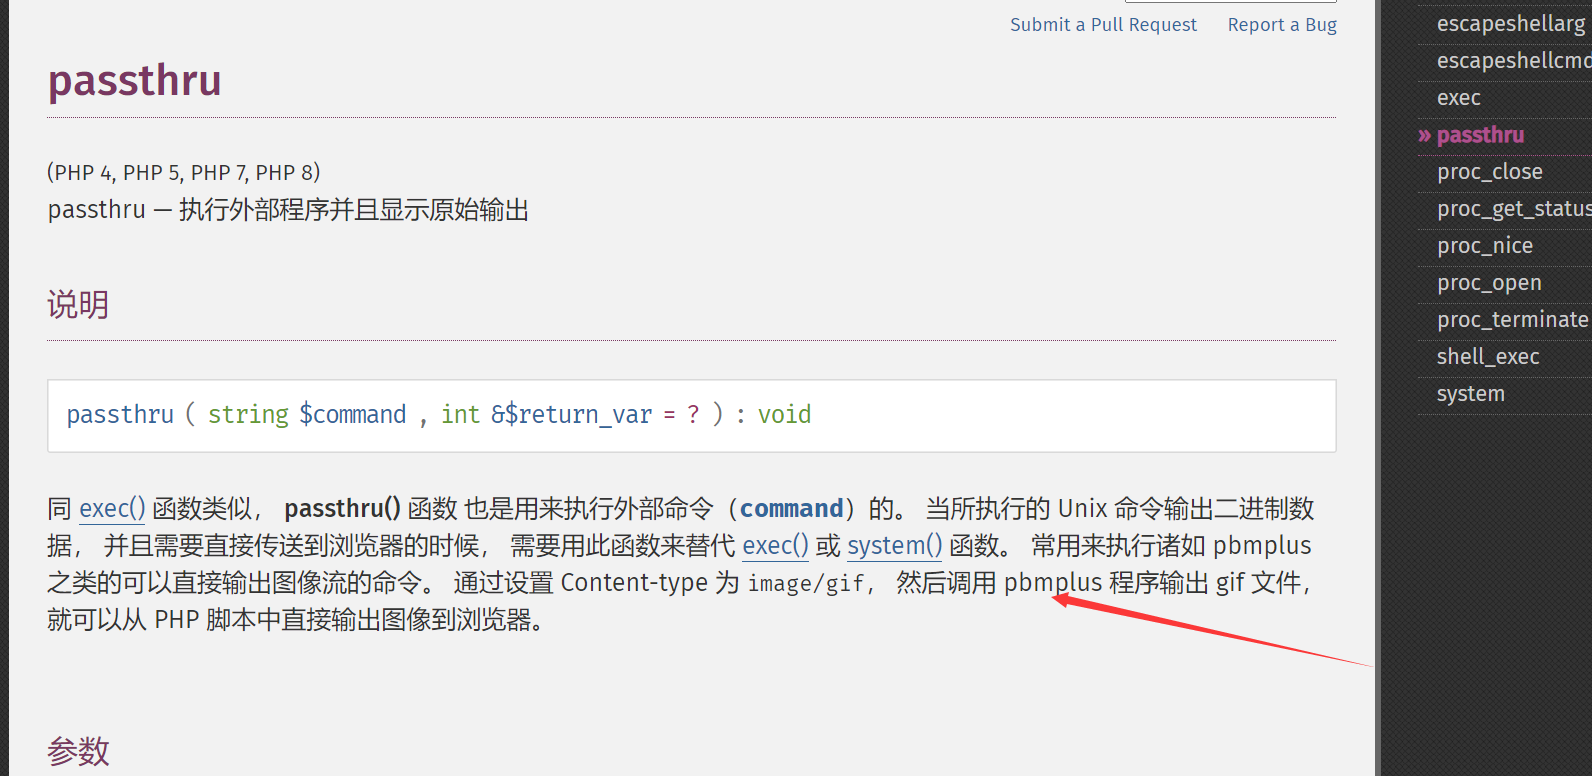 Submit a Pull Request Report a Bug
passthru
(PHP 4, PHP 5, PHP 7, PHP 8)
passthru — 执行外部程序并且显示原始输出
说明
passthru ( string $command , int &$return_var = ? ) : void
同 exec() 函数类似， passthru() 函数 也是用来执行外部命令（command）的。 当所执行的 Unix 命令输出二进制数
据， 并且需要直接传送到浏览器的时候， 需要用此函数来替代 exec() 或 system() 函数。 常用来执行诸如 pbmplus
之类的可以直接输出图像流的命令。 通过设置 Content-type 为 image/gif， 然后调用 pbmplus 程序输出 gif 文件，
就可以从 PHP 脚本中直接输出图像到浏览器。
参数
escapeshellarg
escapeshellcmd
exec
» passthru
proc_close
proc_get_status
proc_nice
proc_open
proc_terminate
shell_exec
system